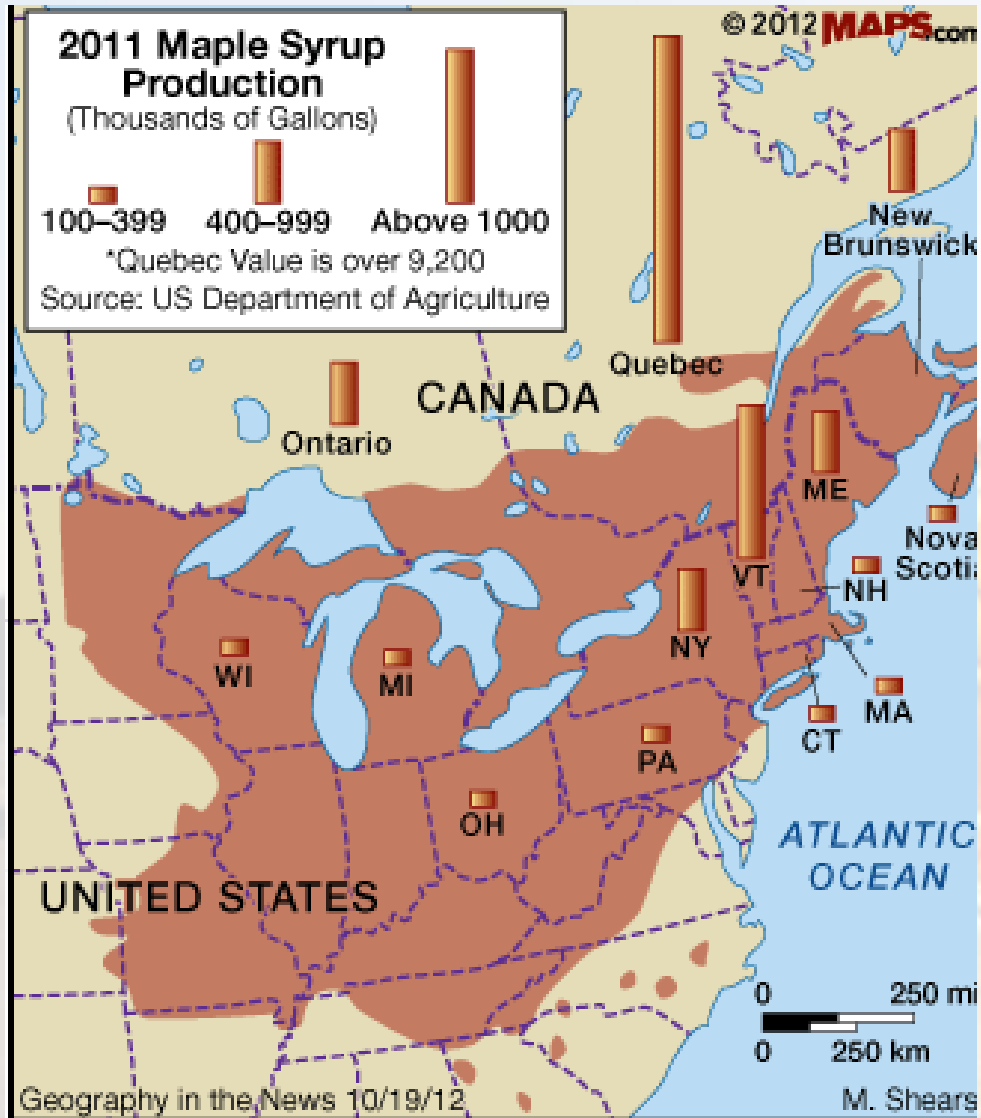 2011 Maple Syrup
Production
(Thousands of Gallons)
100–399
400–999
Above 1000
*Quebec Value is over 9,200
Source: US Department of Agriculture
© 2012 MAPS.com
New
Brunswick
Quebec
CANADA
Ontario
ME
Nova
Scotia
VT
NH
NY
WI
MI
MA
CT
PA
OH
ATLANTIC
OCEAN
UNITED STATES
0 250 mi
0 250 km
Geography in the News 10/19/12
M. Shears